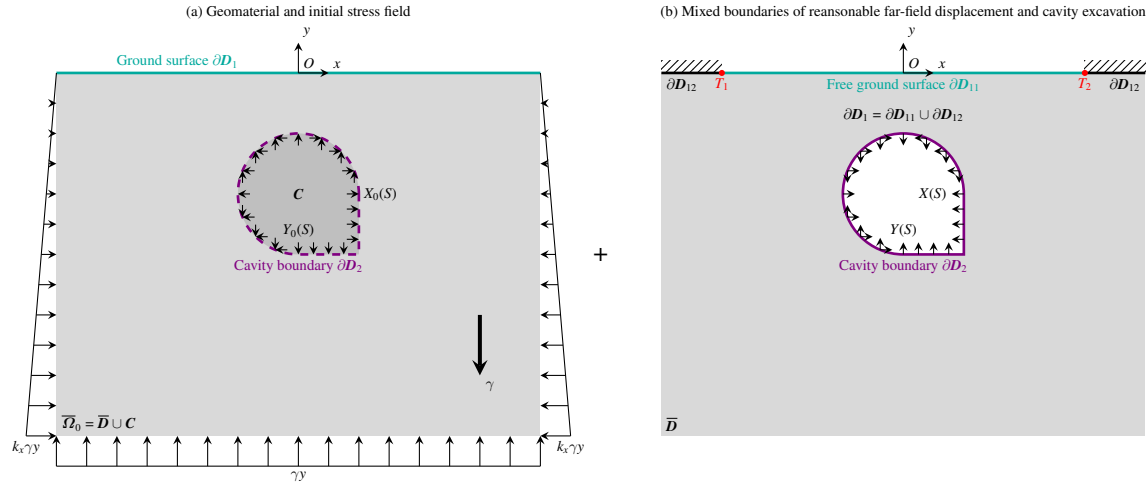 (a) Geomaterial and initial stress field
y
Ground surface ∂D₁
O
x
C
X₀(S)
Y₀(S)
Cavity boundary ∂D₂
γ
Ω̅₀ = D̅ ∪ C
kₓγy
kₓγy
γy
+
(b) Mixed boundaries of reansonable far-field displacement and cavity excavation
y
O
x
∂D₁₂
T₁
Free ground surface ∂D₁₁
T₂
∂D₁₂
∂D₁ = ∂D₁₁ ∪ ∂D₁₂
X(S)
Y(S)
Cavity boundary ∂D₂
D̅